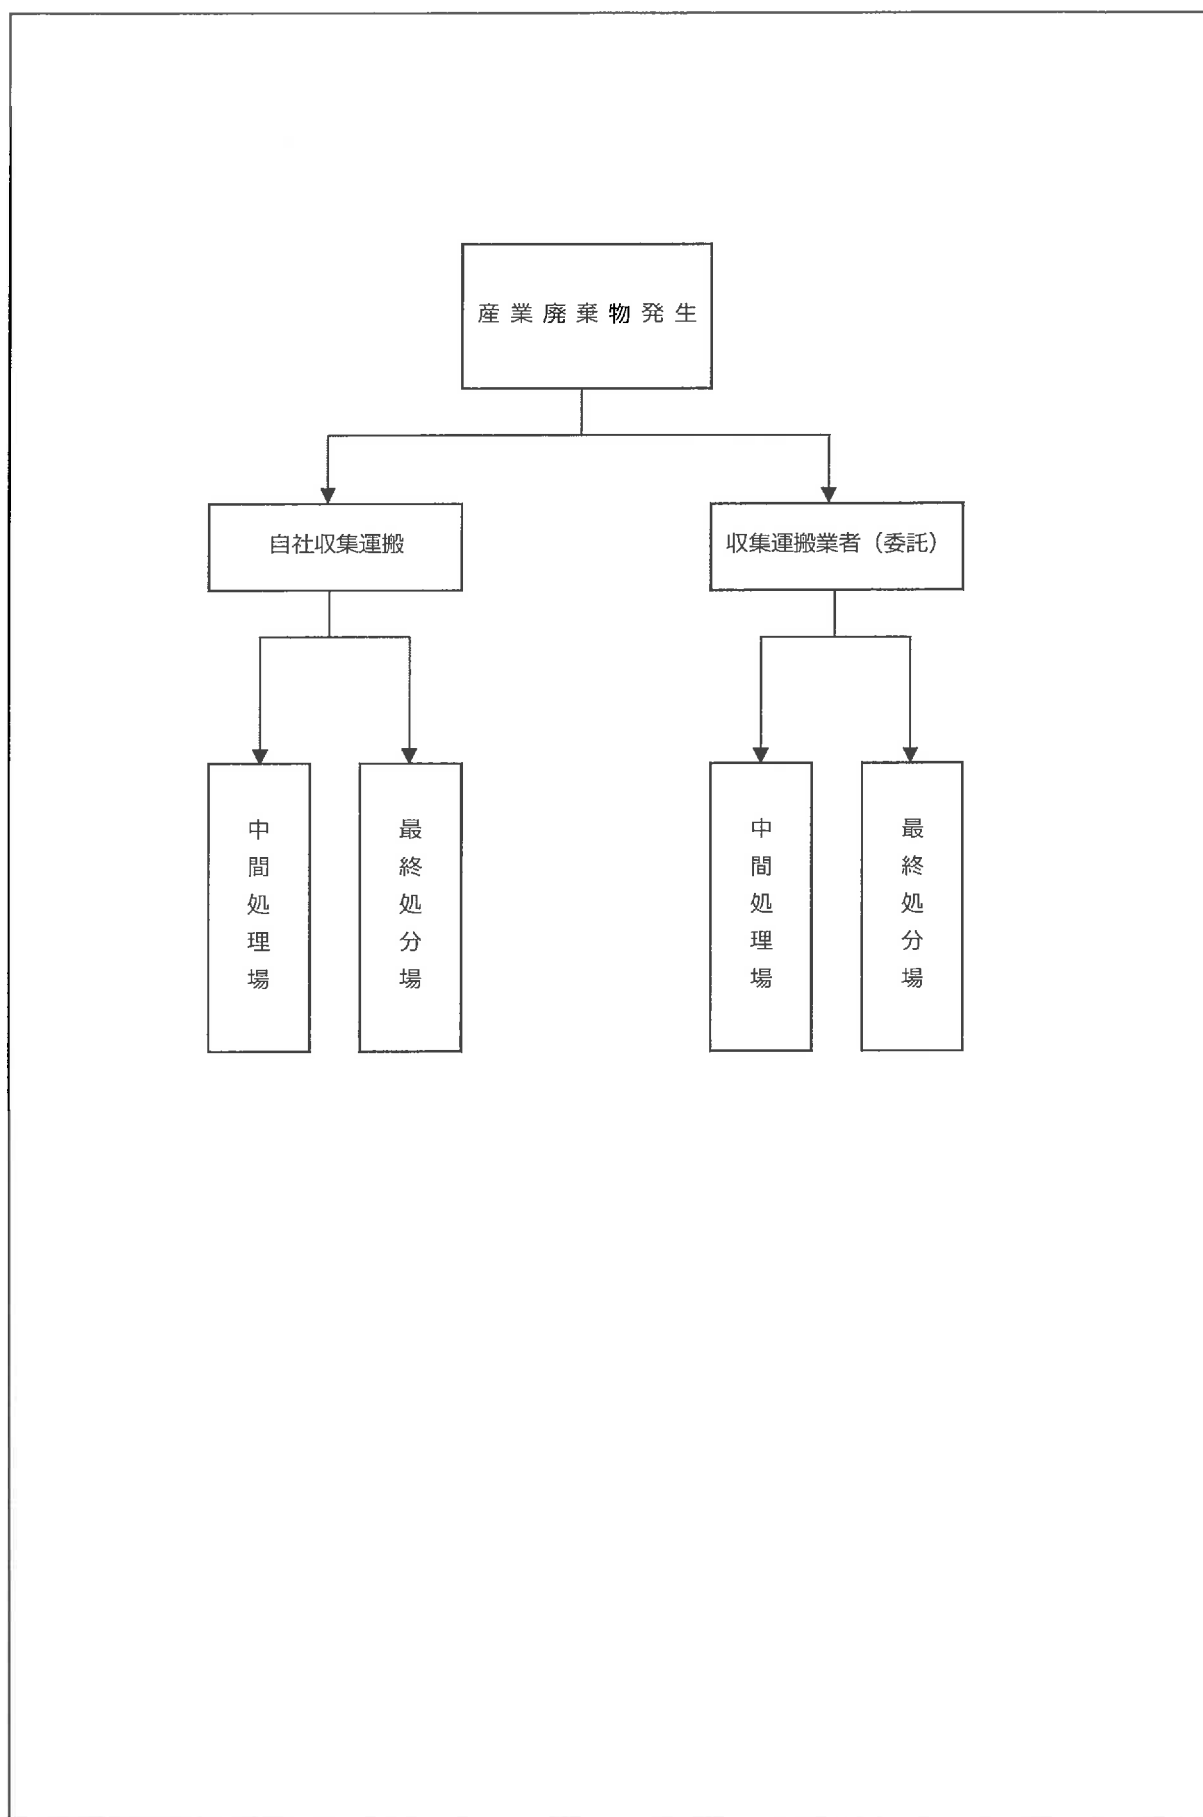 産業廃棄物発生
自社収集運搬
収集運搬業者（委託）
中間処理場
最終処分場
中間処理場
最終処分場